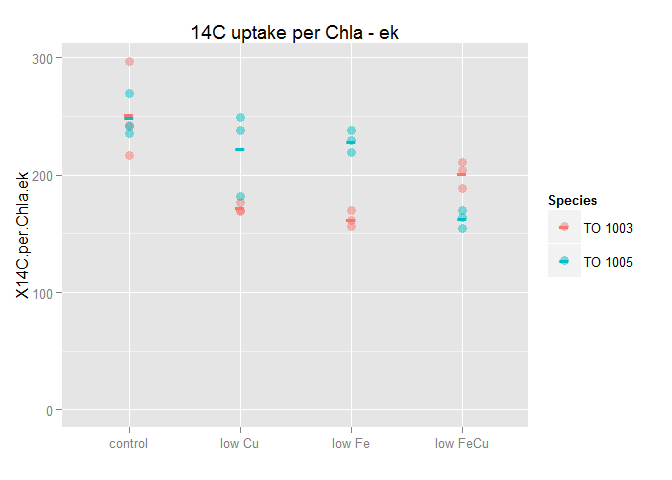 14C uptake per Chla - ek
X14C.per.Chla.ek
300
200
100
0
control
low Cu
low Fe
low FeCu
Species
TO 1003
TO 1005